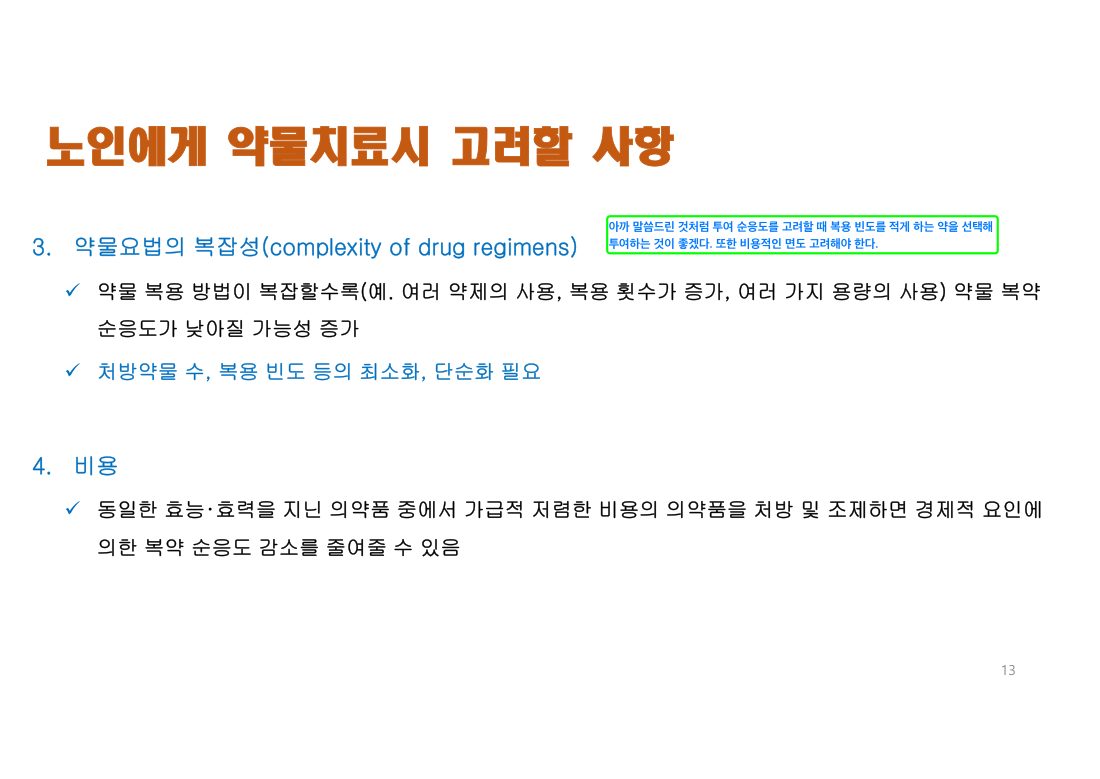 노인에게 약물치료시 고려할 사항
3. 약물요법의 복잡성(complexity of drug regimens)
아까 말씀드린 것처럼 투여 순응도를 고려할 때 복용 빈도를 적게 하는 약을 선택해
투여하는 것이 좋겠다. 또한 비용적인 면도 고려해야 한다.
✓ 약물 복용 방법이 복잡할수록(예. 여러 약제의 사용, 복용 횟수가 증가, 여러 가지 용량의 사용) 약물 복약
순응도가 낮아질 가능성 증가
✓ 처방약물 수, 복용 빈도 등의 최소화, 단순화 필요
4. 비용
✓ 동일한 효능·효력을 지닌 의약품 중에서 가급적 저렴한 비용의 의약품을 처방 및 조제하면 경제적 요인에
의한 복약 순응도 감소를 줄여줄 수 있음
13